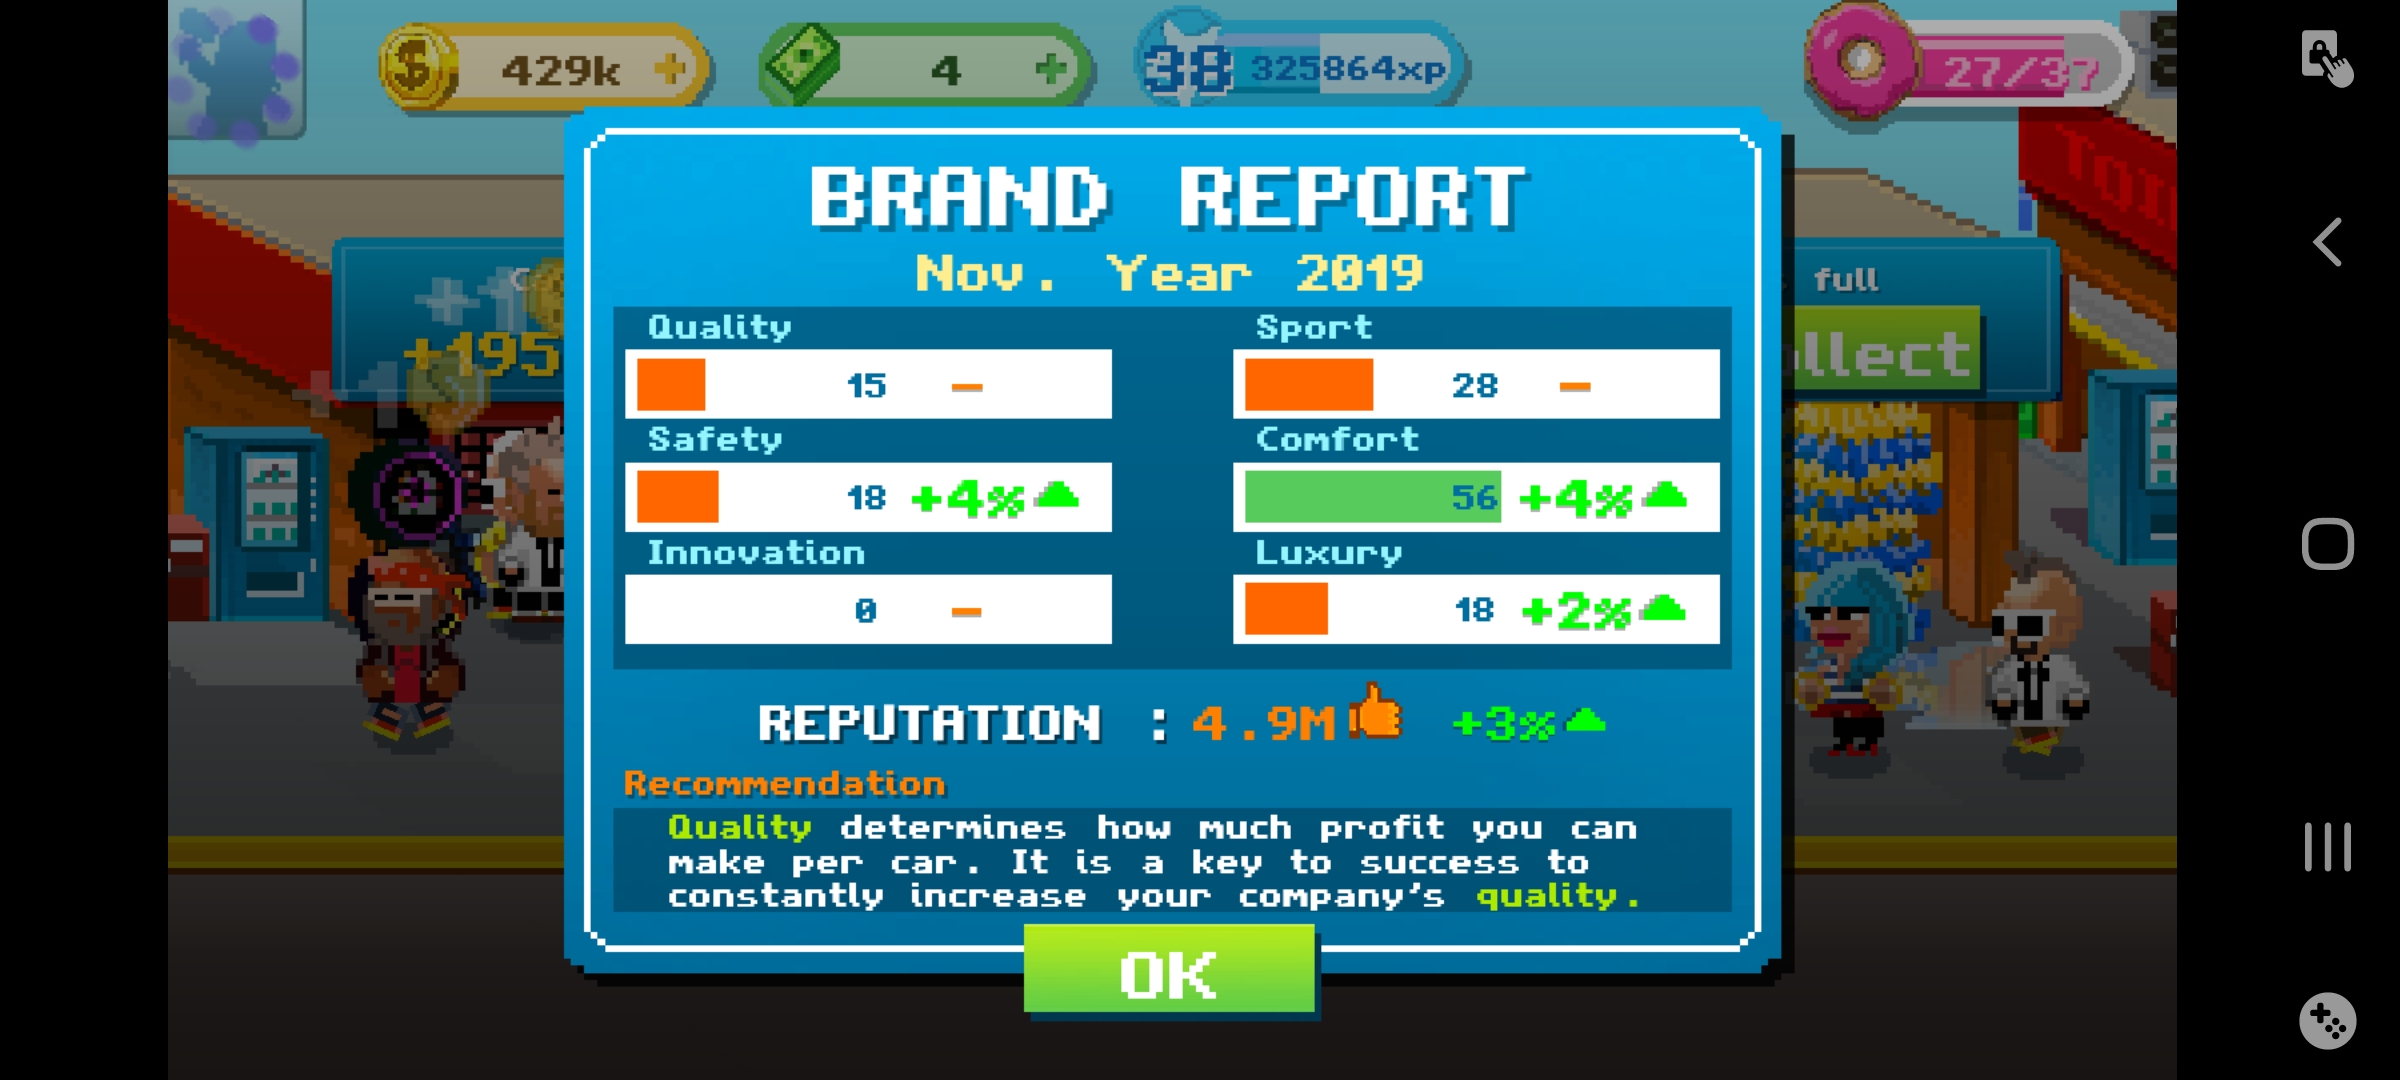 429k +
4 +
38 325864xp
27/37
BRAND REPORT
Nov. Year 2019
Quality
15 -
Sport
28 -
Safety
18 +4%
Comfort
56 +4%
Innovation
0 -
Luxury
18 +2%
REPUTATION : 4.9M +3%
Recommendation
Quality determines how much profit you can
make per car. It is a key to success to
constantly increase your company's quality.
OK
+195
full
llect